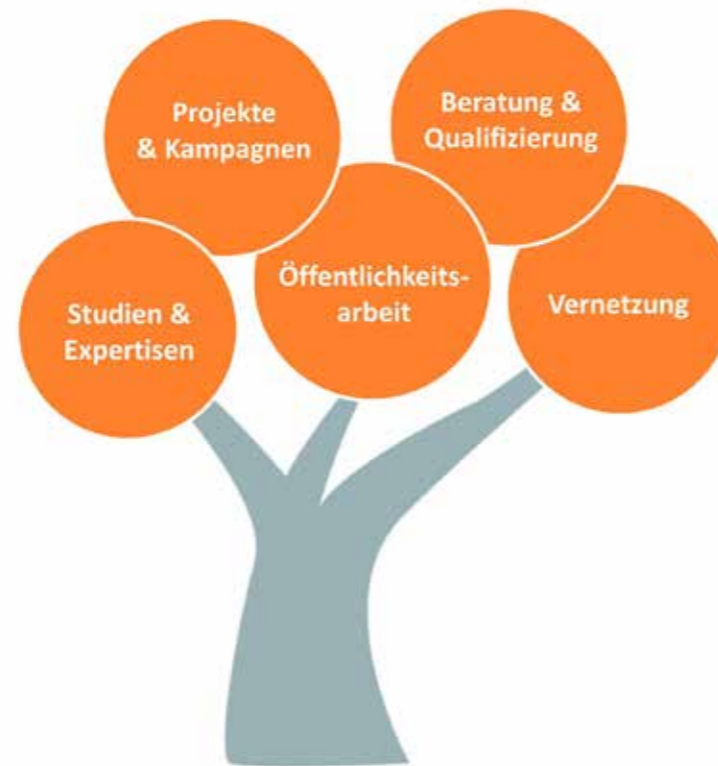 Projekte
& Kampagnen
Beratung &
Qualifizierung
Studien &
Expertisen
Öffentlichkeits-
arbeit
Vernetzung